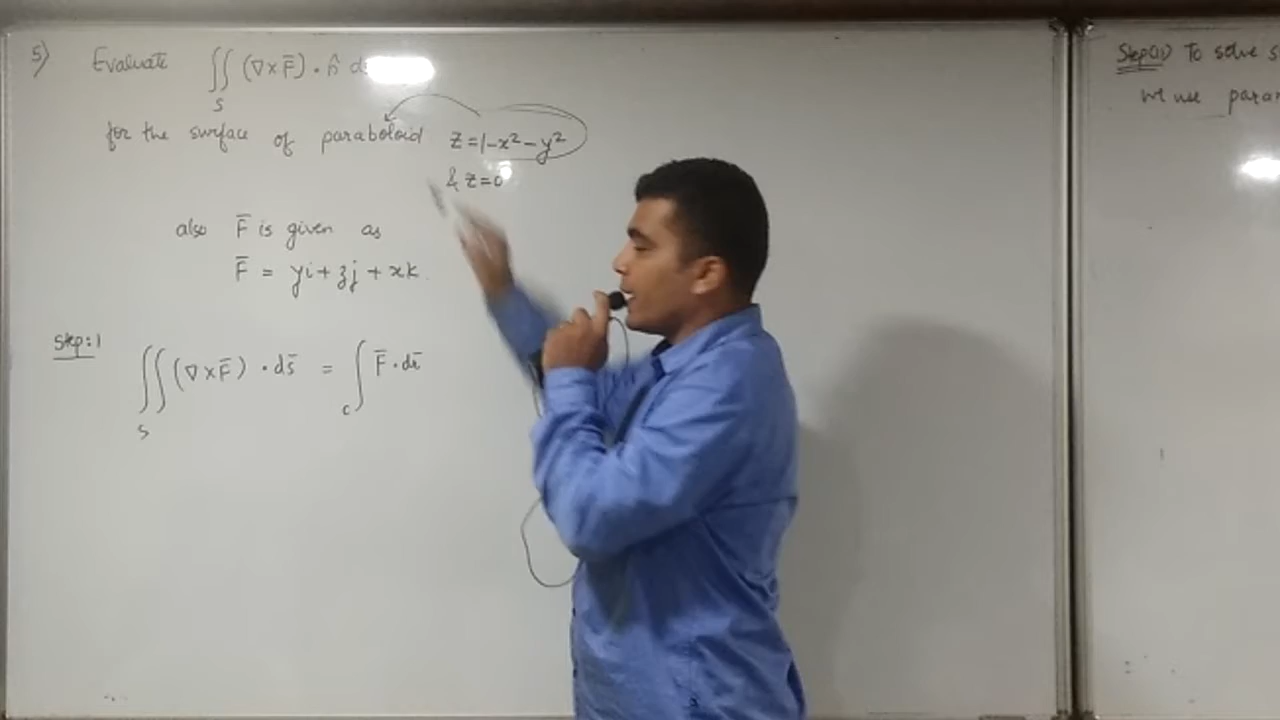 5) Evaluate ∬ (∇×F̄) · n̂ d
S
for the surface of paraboloid z=1-x²-y²
& z=0
also F̄ is given as
F̄ = yi+zj+xk
Step:1
∬ (∇×F̄) · ds̄ = ∫ F̄·dr̄
S c
Step(1) To solve
we use